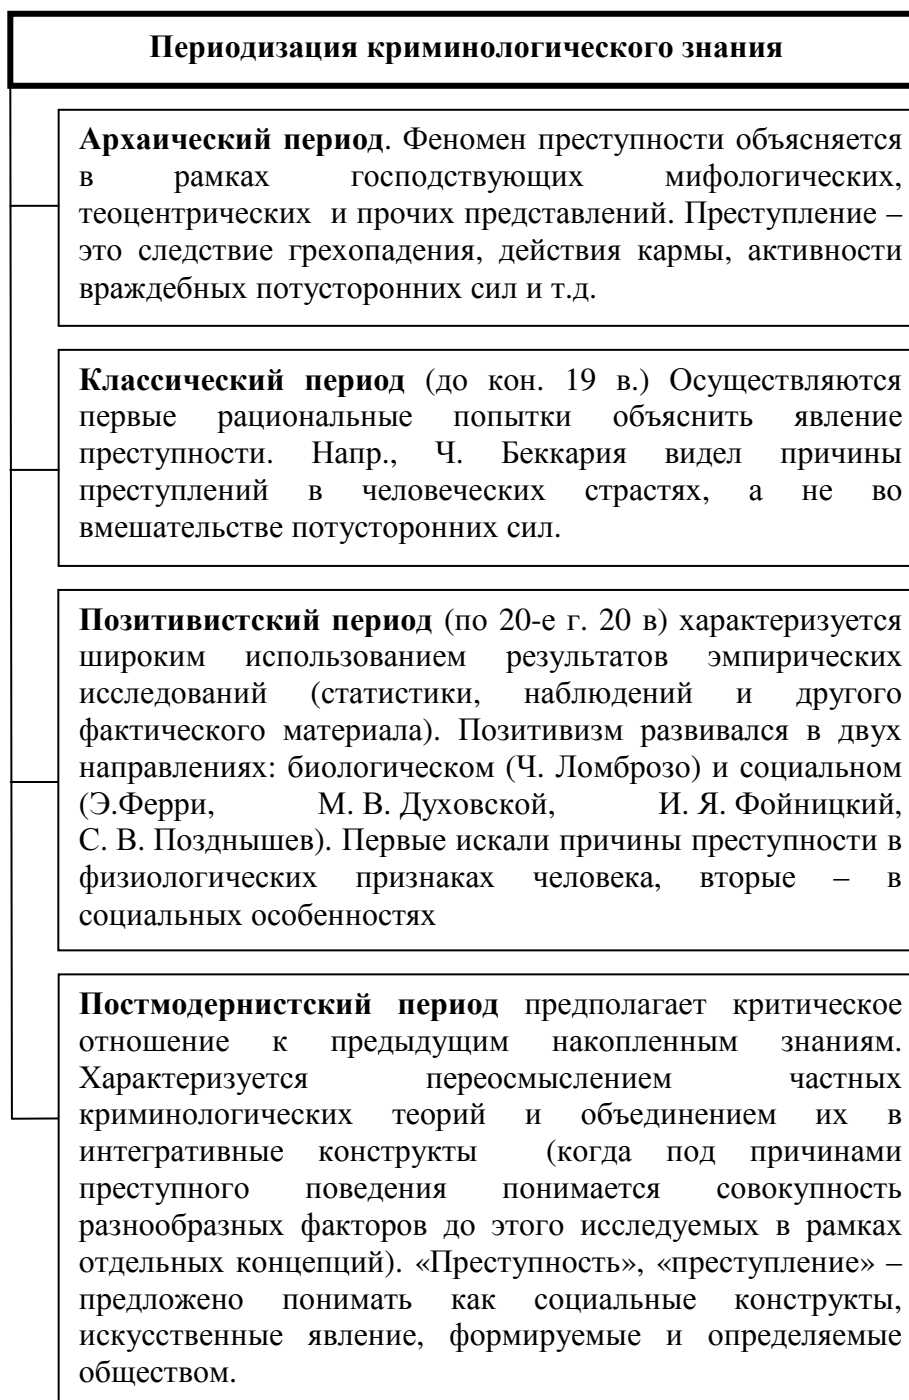 Периодизация криминологического знания
Архаический период. Феномен преступности объясняется
в рамках господствующих мифологических,
теоцентрических и прочих представлений. Преступление –
это следствие грехопадения, действия кармы, активности
враждебных потусторонних сил и т.д.
Классический период (до кон. 19 в.) Осуществляются
первые рациональные попытки объяснить явление
преступности. Напр., Ч. Беккария видел причины
преступлений в человеческих страстях, а не во
вмешательстве потусторонних сил.
Позитивистский период (по 20-е г. 20 в) характеризуется
широким использованием результатов эмпирических
исследований (статистики, наблюдений и другого
фактического материала). Позитивизм развивался в двух
направлениях: биологическом (Ч. Ломброзо) и социальном
(Э.Ферри, М. В. Духовской, И. Я. Фойницкий,
С. В. Позднышев). Первые искали причины преступности в
физиологических признаках человека, вторые – в
социальных особенностях
Постмодернистский период предполагает критическое
отношение к предыдущим накопленным знаниям.
Характеризуется переосмыслением частных
криминологических теорий и объединением их в
интегративные конструкты (когда под причинами
преступного поведения понимается совокупность
разнообразных факторов до этого исследуемых в рамках
отдельных концепций). «Преступность», «преступление» –
предложено понимать как социальные конструкты,
искусственные явление, формируемые и определяемые
обществом.